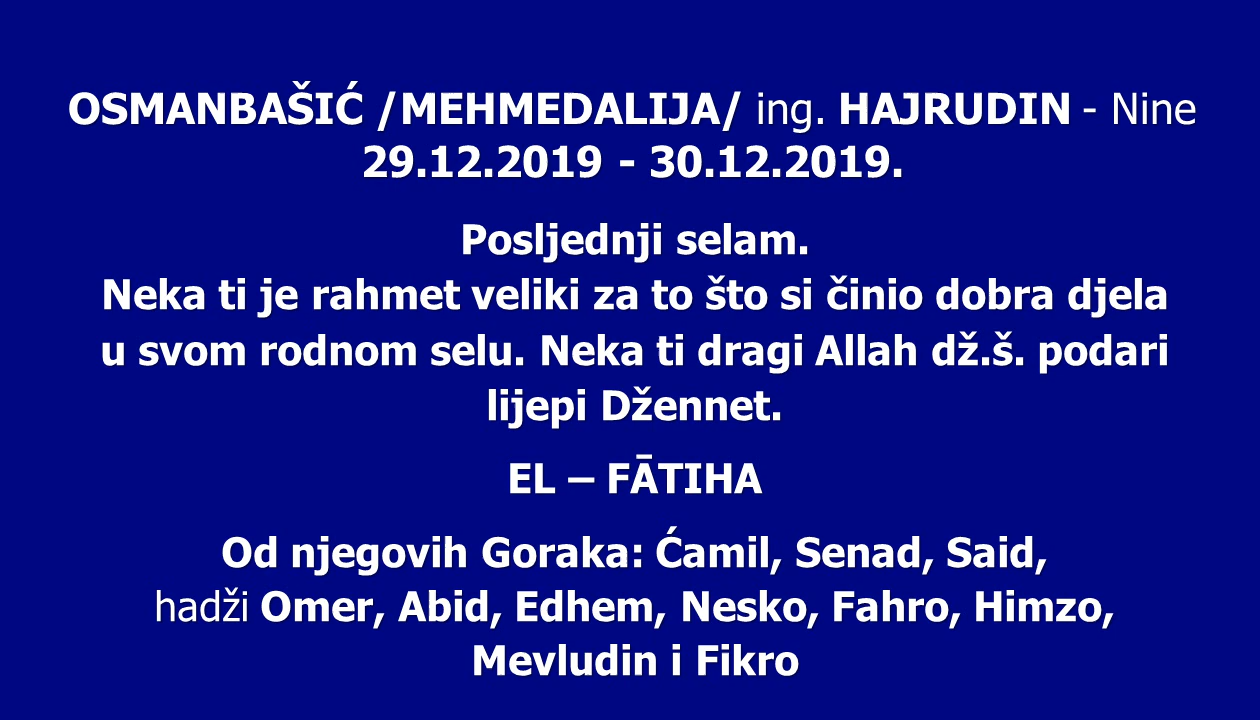 OSMANBAŠIĆ /MEHMEDALIJA/ ing. HAJRUDIN - Nine
29.12.2019 - 30.12.2019.
Posljednji selam.
Neka ti je rahmet veliki za to što si činio dobra djela
u svom rodnom selu. Neka ti dragi Allah dž.š. podari
lijepi Džennet.
EL – FĀTIHA
Od njegovih Goraka: Ćamil, Senad, Said,
hadži Omer, Abid, Edhem, Nesko, Fahro, Himzo,
Mevludin i Fikro